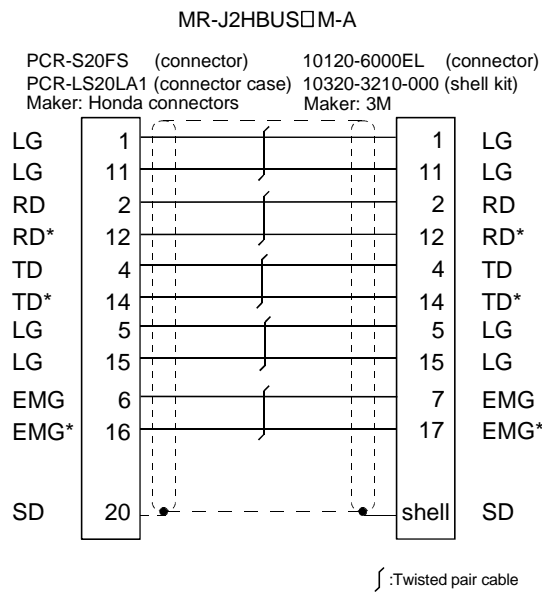 MR-J2HBUS□M-A
PCR-S20FS (connector) 10120-6000EL (connector)
PCR-LS20LA1 (connector case) 10320-3210-000 (shell kit)
Maker: Honda connectors Maker: 3M
LG 1 1 LG
LG 11 11 LG
RD 2 2 RD
RD* 12 12 RD*
TD 4 4 TD
TD* 14 14 TD*
LG 5 5 LG
LG 15 15 LG
EMG 6 7 EMG
EMG* 16 17 EMG*
SD 20 shell SD
:Twisted pair cable